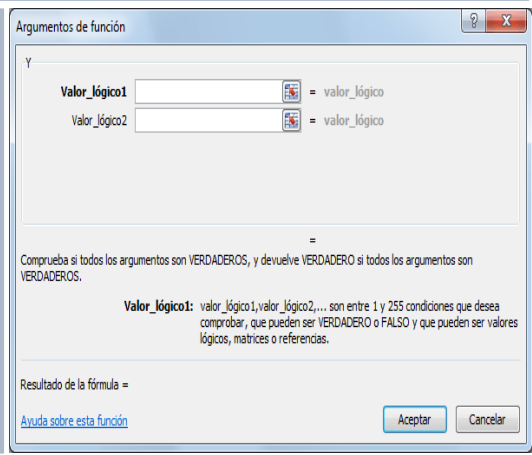 Argumentos de función
Y
Valor_lógico1 = valor_lógico
Valor_lógico2 = valor_lógico
=
Comprueba si todos los argumentos son VERDADEROS, y devuelve VERDADERO si todos los argumentos son
VERDADEROS.
Valor_lógico1: valor_lógico1,valor_lógico2,... son entre 1 y 255 condiciones que desea
comprobar, que pueden ser VERDADERO o FALSO y que pueden ser valores
lógicos, matrices o referencias.
Resultado de la fórmula =
Ayuda sobre esta función
Aceptar
Cancelar